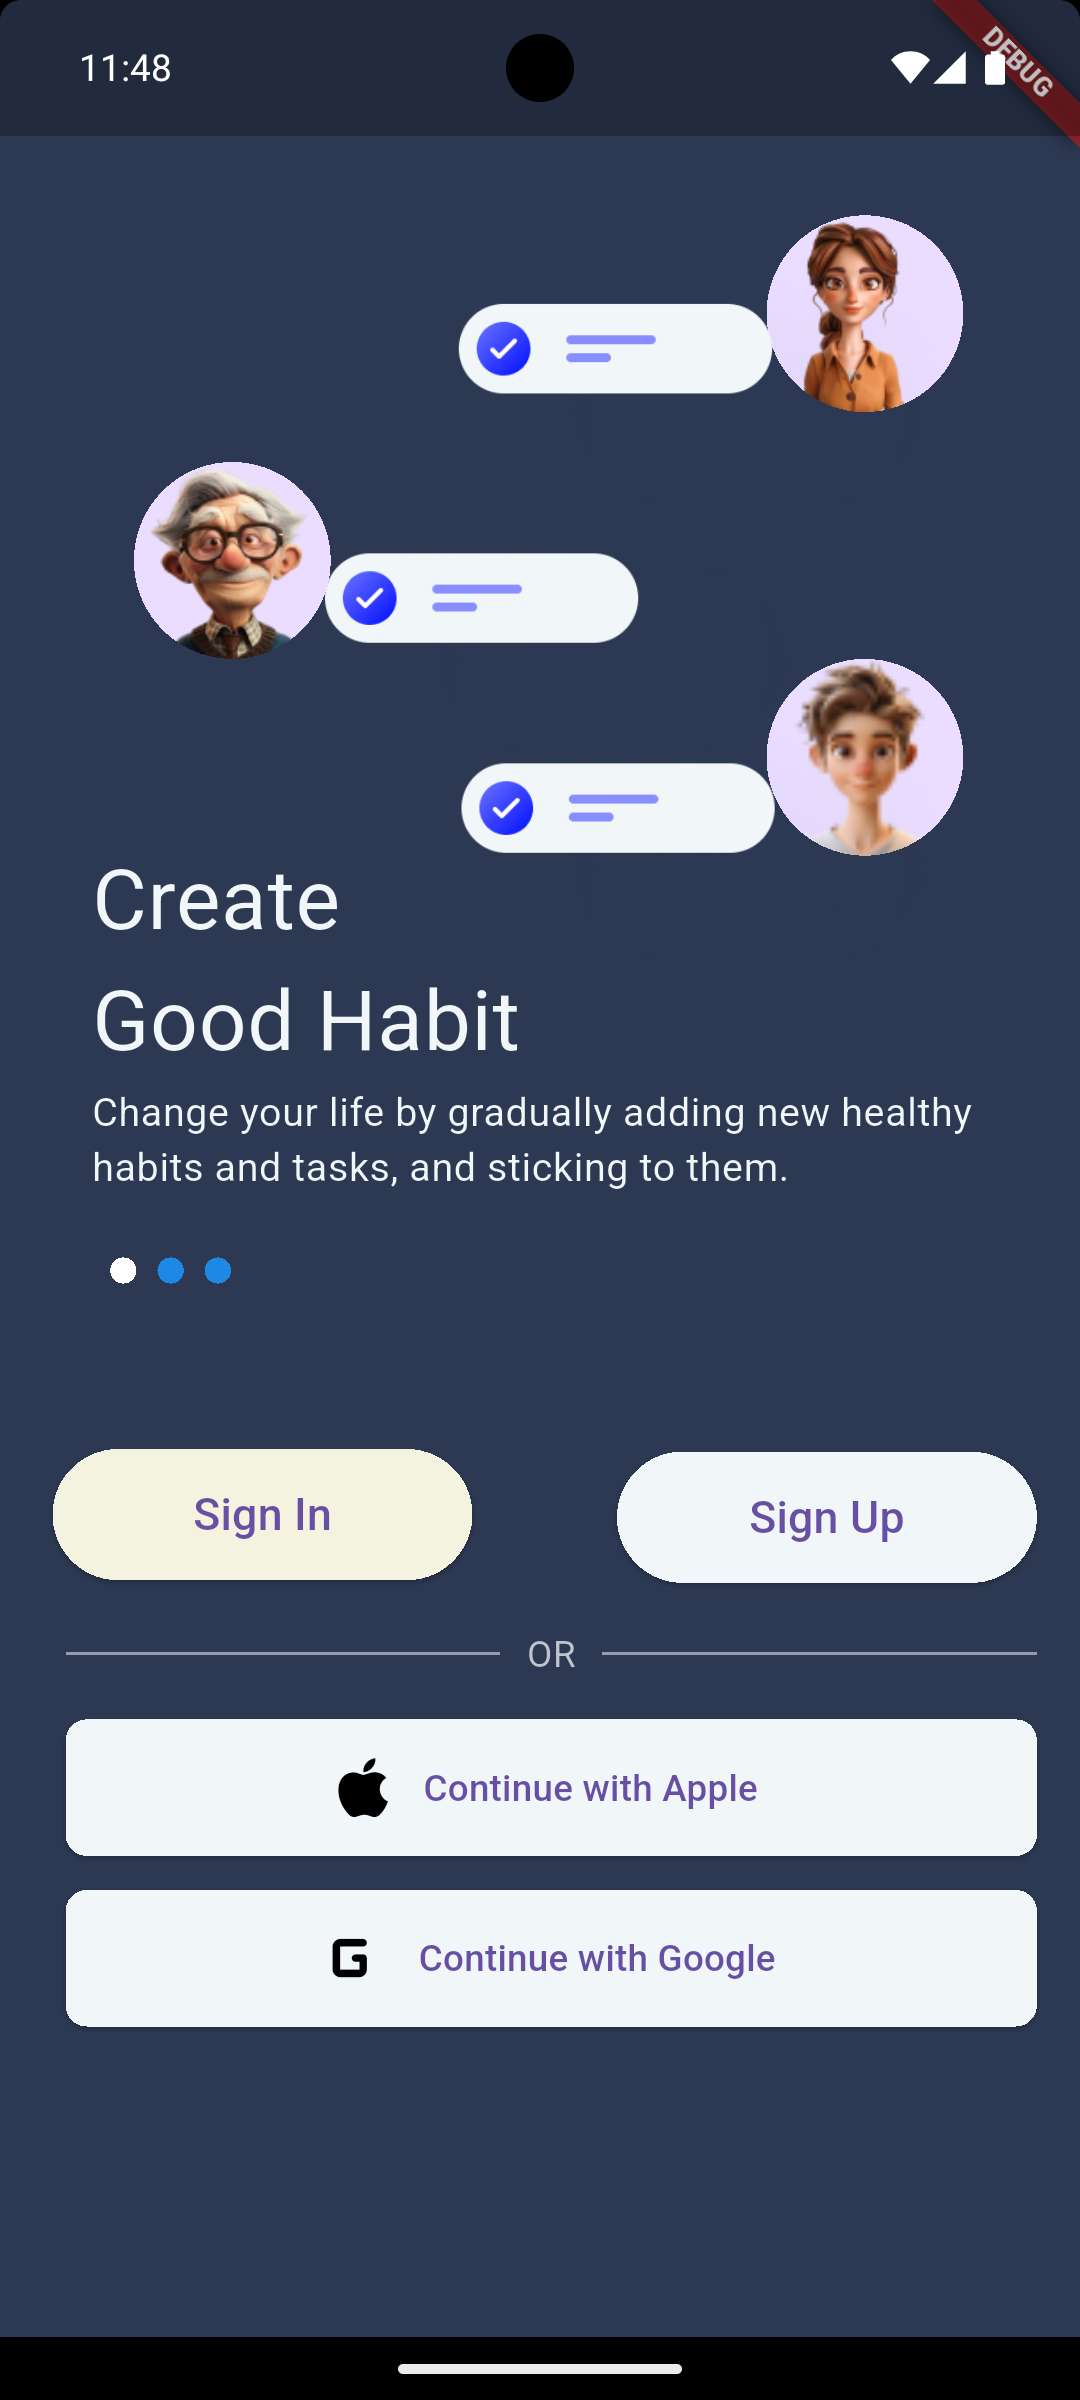 11:48
DEBUG
Create
Good Habit
Change your life by gradually adding new healthy
habits and tasks, and sticking to them.
Sign In
Sign Up
OR
Continue with Apple
G Continue with Google